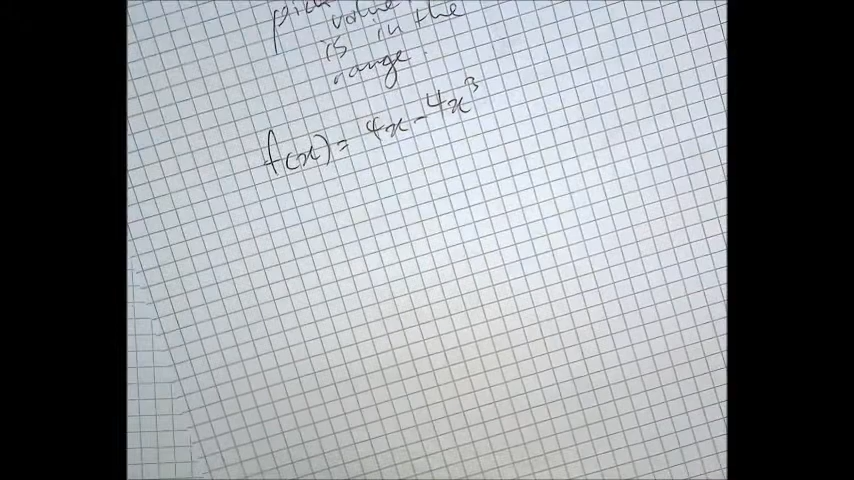 value
is in the
range.
f(x) = 4x - 4x³